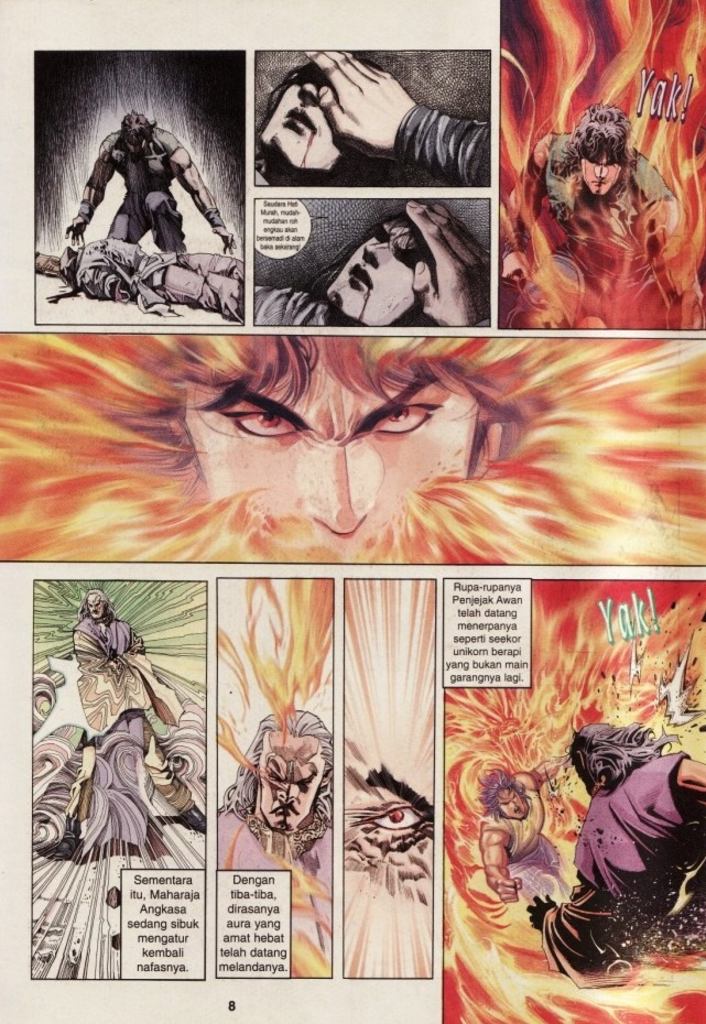 Yak!
Saudara Hati
Murah, mudah-
mudahan roh
engkau akan
bersemadi di alam
baka sekarang!
Rupa-rupanya
Penjejak Awan
telah datang
menerpanya
seperti seekor
unikorn berapi
yang bukan main
garangnya lagi.
Yak!
Sementara
itu, Maharaja
Angkasa
sedang sibuk
mengatur
kembali
nafasnya.
Dengan
tiba-tiba,
dirasanya
aura yang
amat hebat
telah datang
melandanya.
8